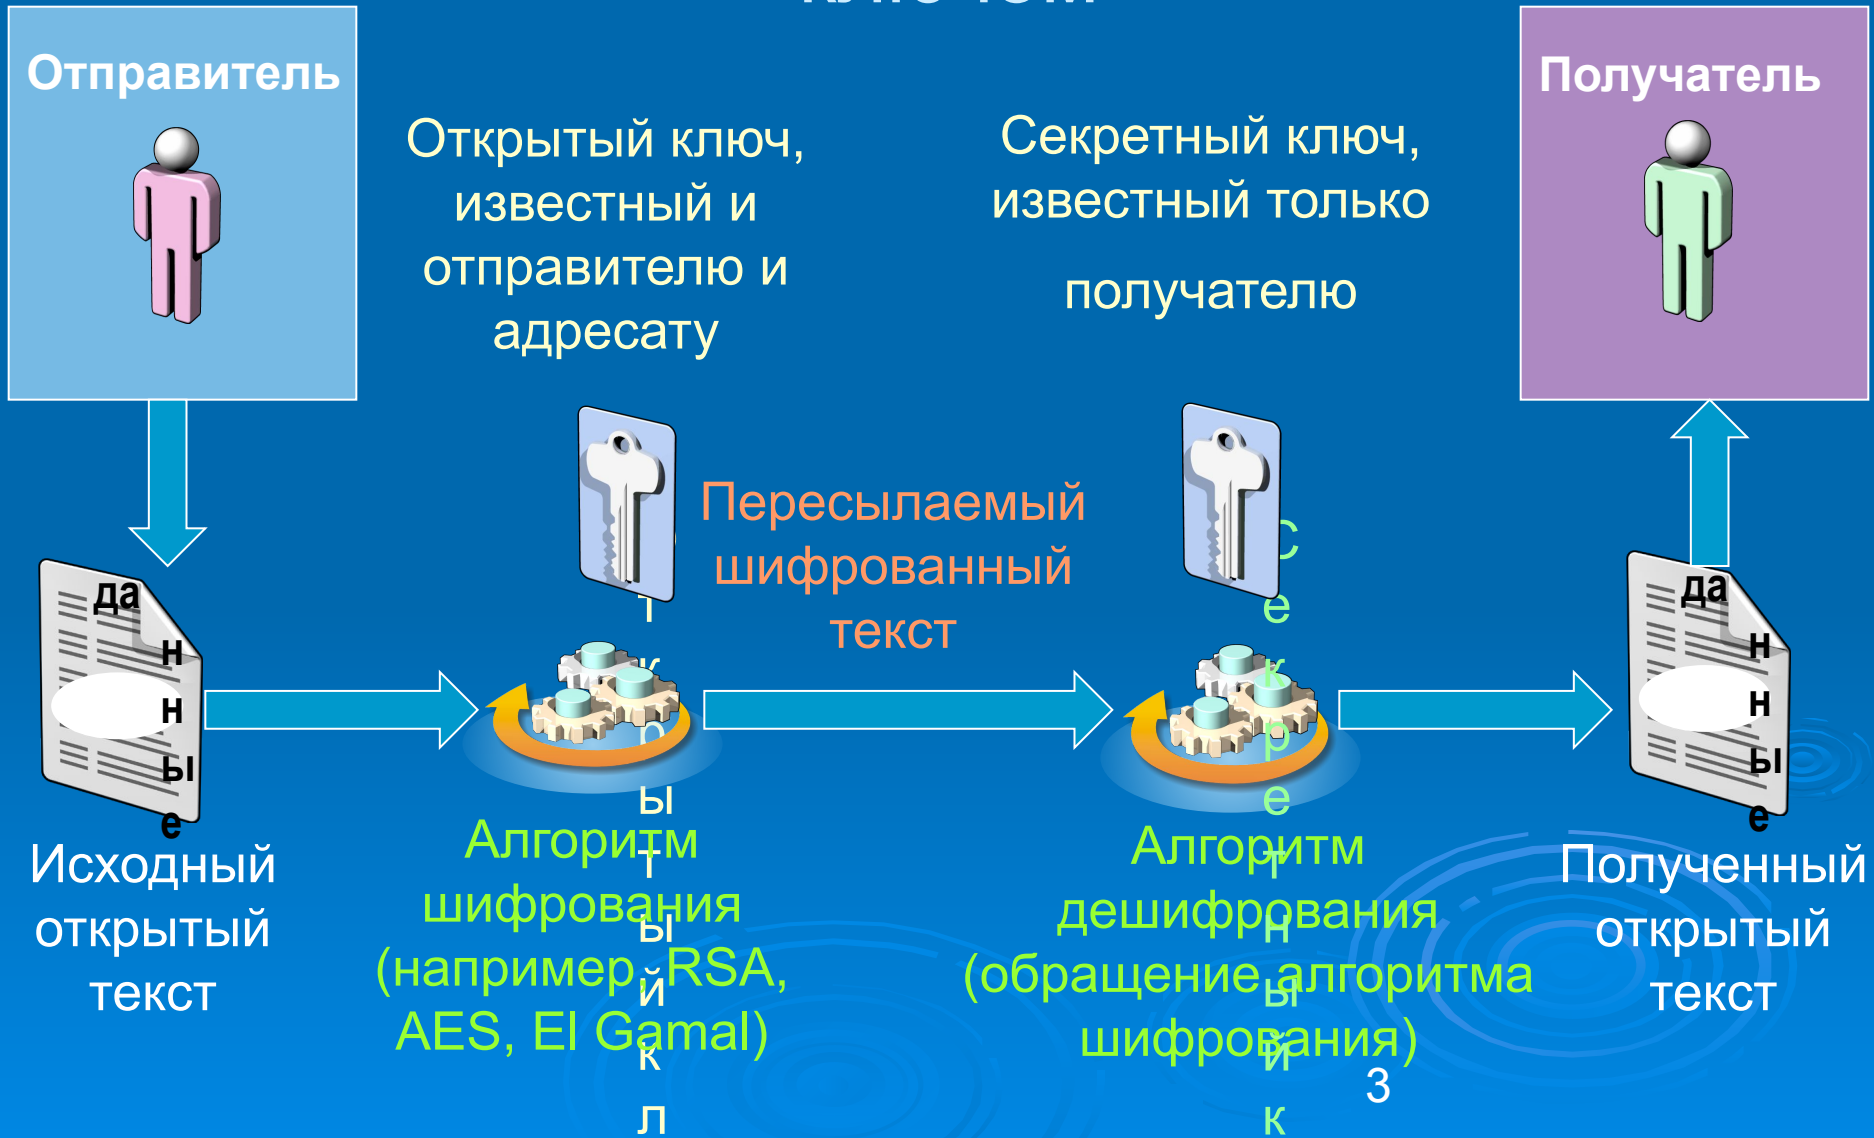 ключом
Отправитель
Получатель
Открытый ключ,
известный и
отправителю и
адресату
Секретный ключ,
известный только
получателю
Пересылаемый
шифрованный
текст
да
н
н
ы
е
да
н
н
ы
е
т
к
р
ы
т
ы
й
к
л
С
е
к
р
е
т
н
ы
й
к
Исходный
открытый
текст
Алгоритм
шифрования
(например, RSA,
AES, El Gamal)
Алгоритм
дешифрования
(обращение алгоритма
шифрования)
Полученный
открытый
текст
3